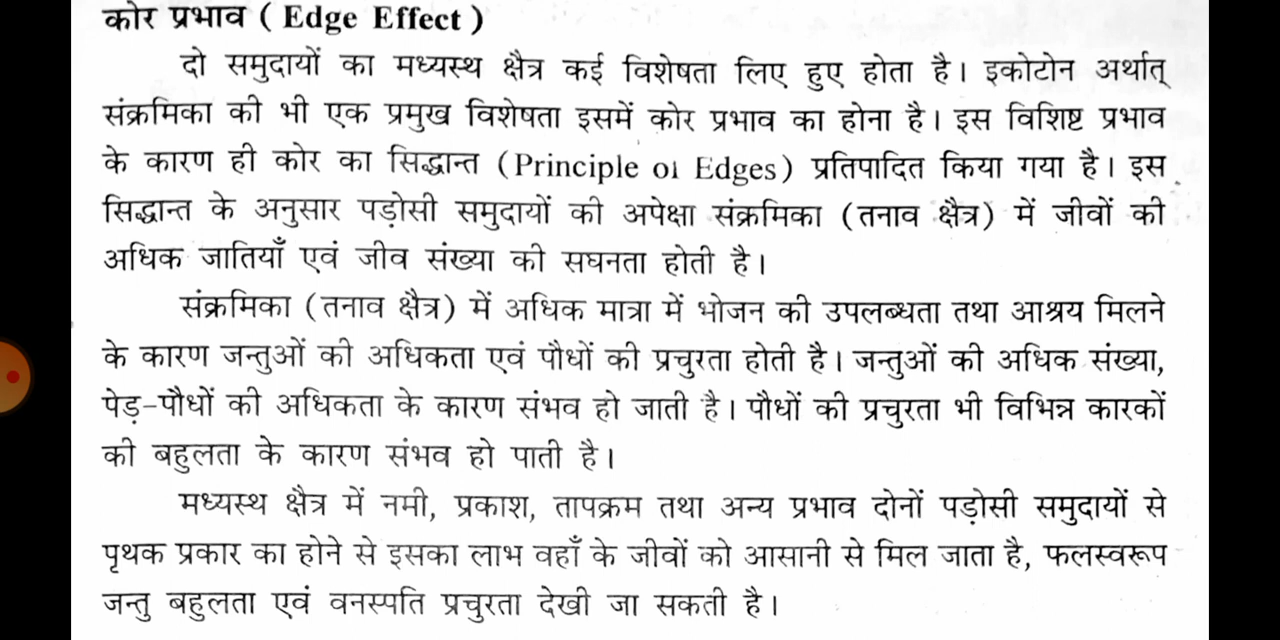 कोर प्रभाव ( Edge Effect )
दो समुदायों का मध्यस्थ क्षैत्र कई विशेषता लिए हुए होता है। इकोटोन अर्थात्
संक्रमिका की भी एक प्रमुख विशेषता इसमें कोर प्रभाव का होना है। इस विशिष्ट प्रभाव
के कारण ही कोर का सिद्धान्त (Principle of Edges) प्रतिपादित किया गया है। इस
सिद्धान्त के अनुसार पड़ोसी समुदायों की अपेक्षा संक्रमिका (तनाव क्षैत्र) में जीवों की
अधिक जातियाँ एवं जीव संख्या की सघनता होती है।
संक्रमिका (तनाव क्षैत्र) में अधिक मात्रा में भोजन की उपलब्धता तथा आश्रय मिलने
के कारण जन्तुओं की अधिकता एवं पौधों की प्रचुरता होती है। जन्तुओं की अधिक संख्या,
पेड़-पौधों की अधिकता के कारण संभव हो जाती है। पौधों की प्रचुरता भी विभिन्न कारकों
की बहुलता के कारण संभव हो पाती है।
मध्यस्थ क्षैत्र में नमी, प्रकाश, तापक्रम तथा अन्य प्रभाव दोनों पड़ोसी समुदायों से
पृथक प्रकार का होने से इसका लाभ वहाँ के जीवों को आसानी से मिल जाता है, फलस्वरूप
जन्तु बहुलता एवं वनस्पति प्रचुरता देखी जा सकती है।